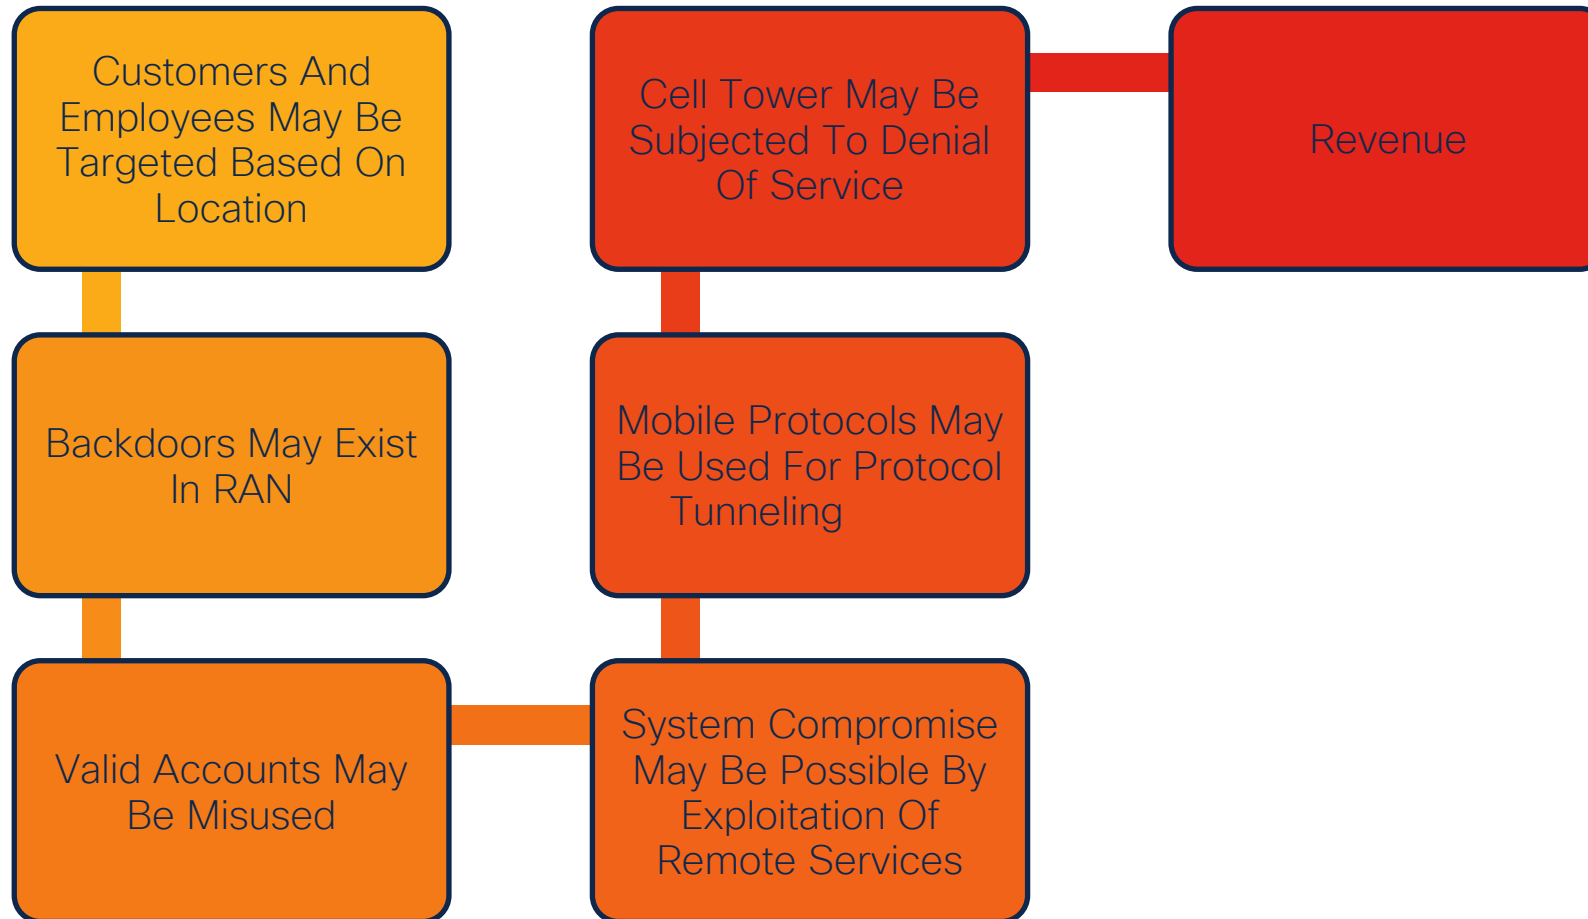 Customers And
Employees May Be
Targeted Based On
Location
Backdoors May Exist
In RAN
Valid Accounts May
Be Misused
System Compromise
May Be Possible By
Exploitation Of
Remote Services
Mobile Protocols May
Be Used For Protocol
Tunneling
Cell Tower May Be
Subjected To Denial
Of Service
Revenue